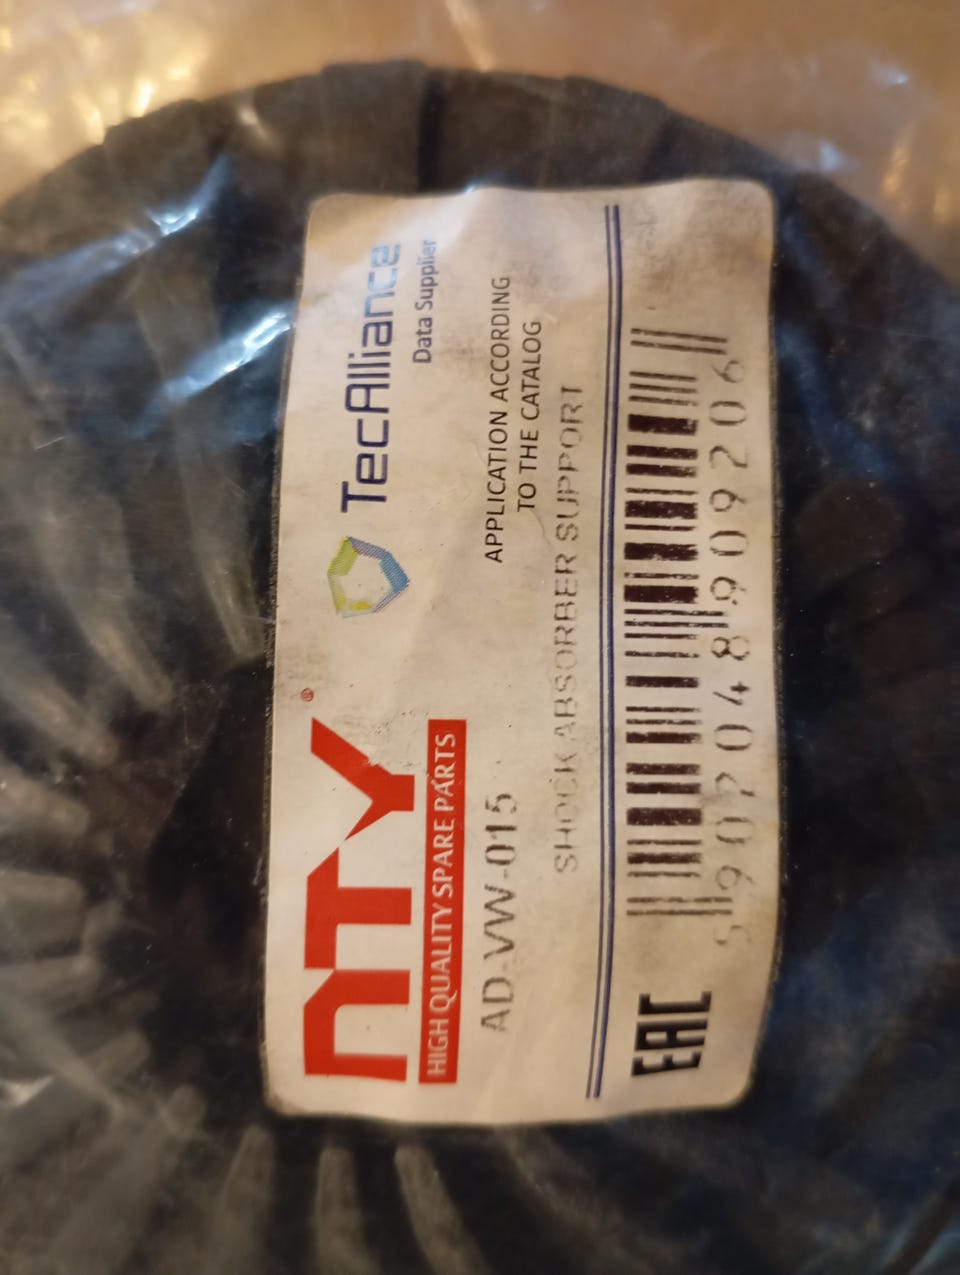 NTY®
HIGH QUALITY SPARE PARTS
TecAlliance
Data Supplier
AD-VW-015
APPLICATION ACCORDING
TO THE CATALOG
SHOCK ABSORBER SUPPORT
EAC
5902048909206